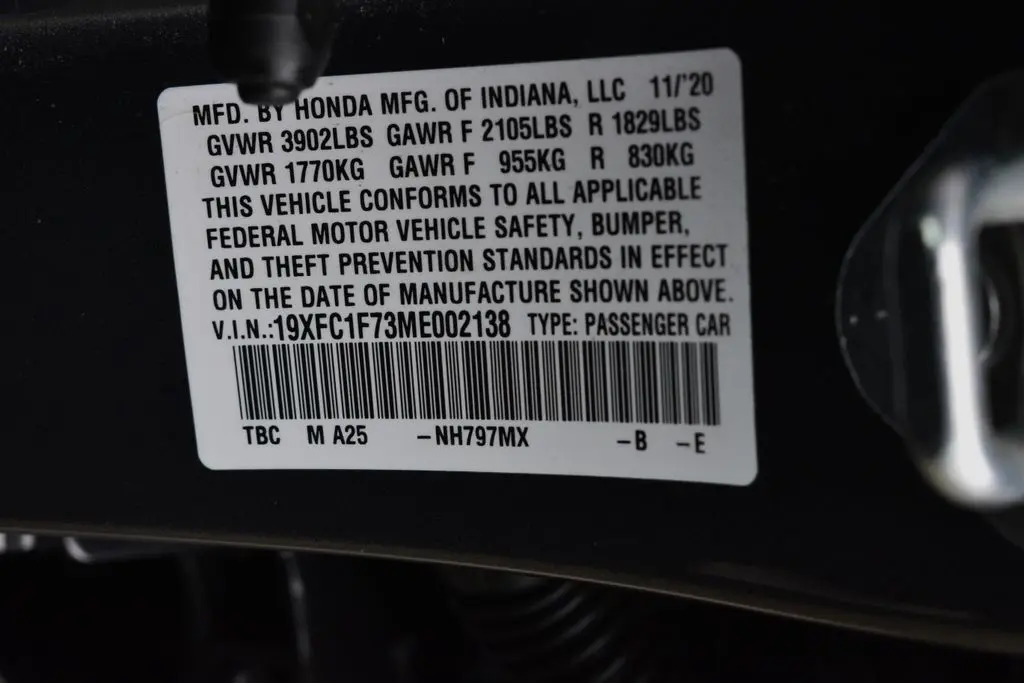 MFD. BY HONDA MFG. OF INDIANA, LLC 11/'20
GVWR 3902LBS GAWR F 2105LBS R 1829LBS
GVWR 1770KG GAWR F 955KG R 830KG
THIS VEHICLE CONFORMS TO ALL APPLICABLE
FEDERAL MOTOR VEHICLE SAFETY, BUMPER,
AND THEFT PREVENTION STANDARDS IN EFFECT
ON THE DATE OF MANUFACTURE SHOWN ABOVE.
V.I.N.:19XFC1F73ME002138 TYPE: PASSENGER CAR
TBC M A25 -NH797MX -B -E